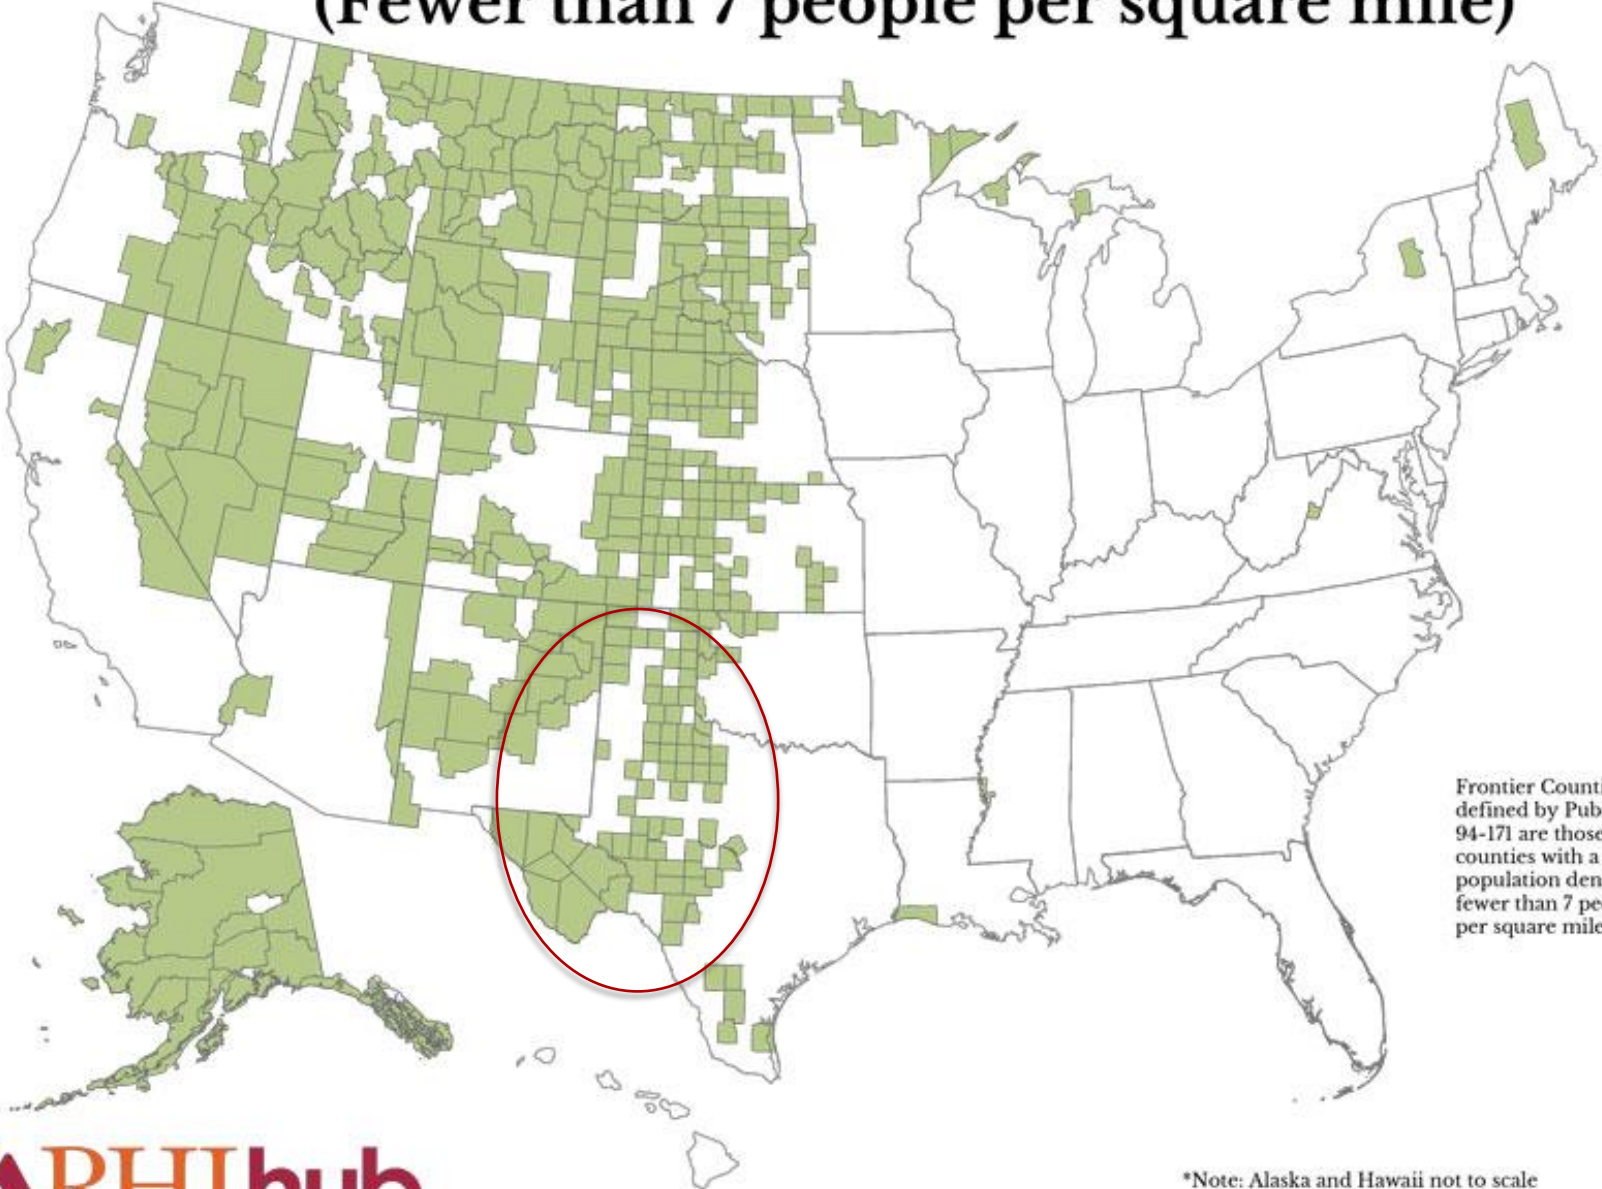 (Fewer than 7 people per square mile)
Frontier Counti
defined by Pub
94-171 are those
counties with a
population den
fewer than 7 pe
per square mile
RHIhub
*Note: Alaska and Hawaii not to scale